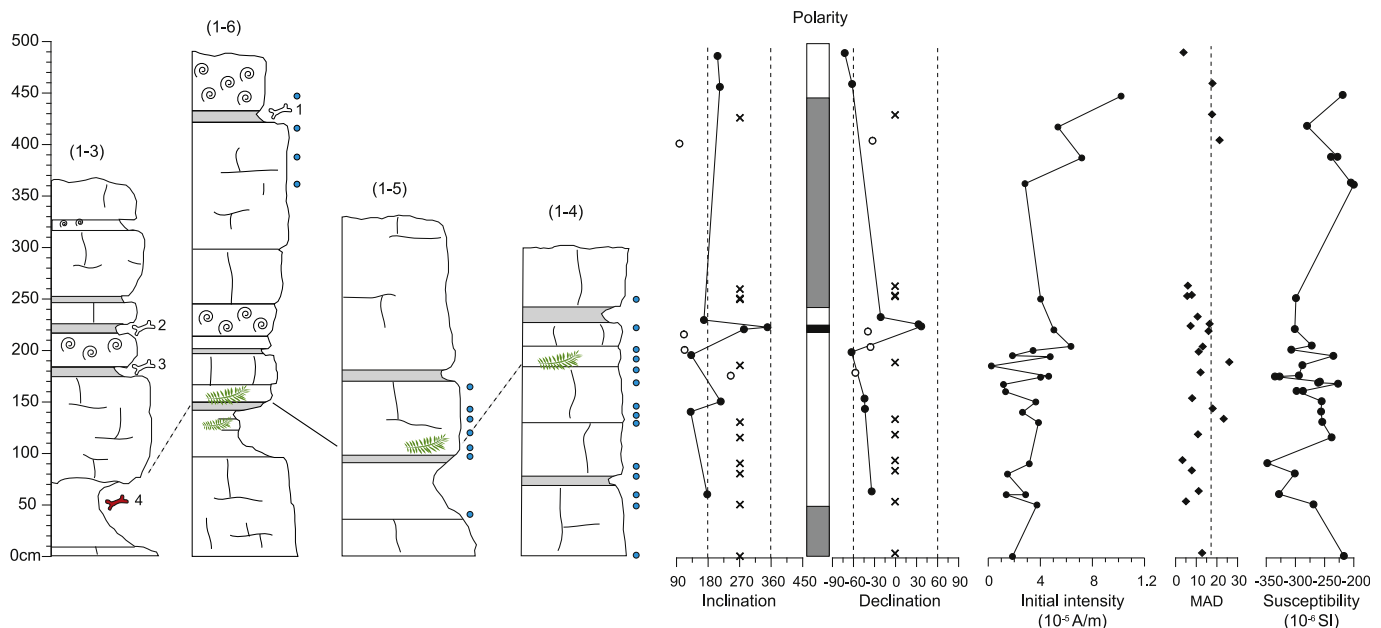 Polarity
(1-6)
500
450
1
400
(1-3)
(1-5)
350
(1-4)
300
250
2
200
3
150
100
50
4
0cm
90 180 270 360 450
-90 -60 -30 0 30 60 90
0 4 8 1.2
0 10 20 30
-350 -300 -250 -200
Inclination
Declination
Initial intensity
(10⁻⁵ A/m)
MAD
Susceptibility
(10⁻⁶ SI)